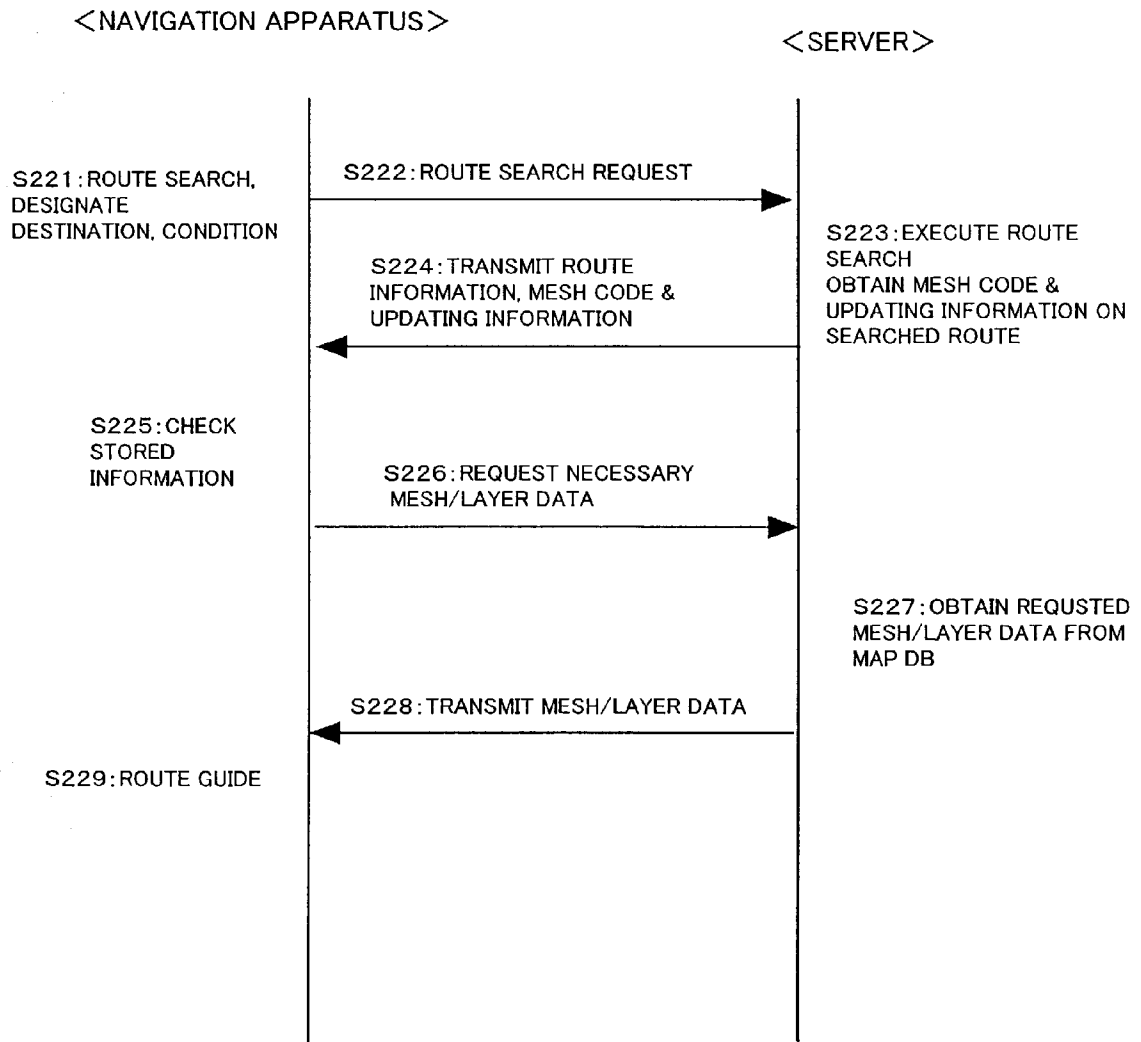 <NAVIGATION APPARATUS>
<SERVER>
S221:ROUTE SEARCH,
DESIGNATE
DESTINATION, CONDITION
S222:ROUTE SEARCH REQUEST
S223:EXECUTE ROUTE
SEARCH
OBTAIN MESH CODE &
UPDATING INFORMATION ON
SEARCHED ROUTE
S224:TRANSMIT ROUTE
INFORMATION, MESH CODE &
UPDATING INFORMATION
S225:CHECK
STORED
INFORMATION
S226:REQUEST NECESSARY
MESH/LAYER DATA
S227:OBTAIN REQUSTED
MESH/LAYER DATA FROM
MAP DB
S228:TRANSMIT MESH/LAYER DATA
S229:ROUTE GUIDE